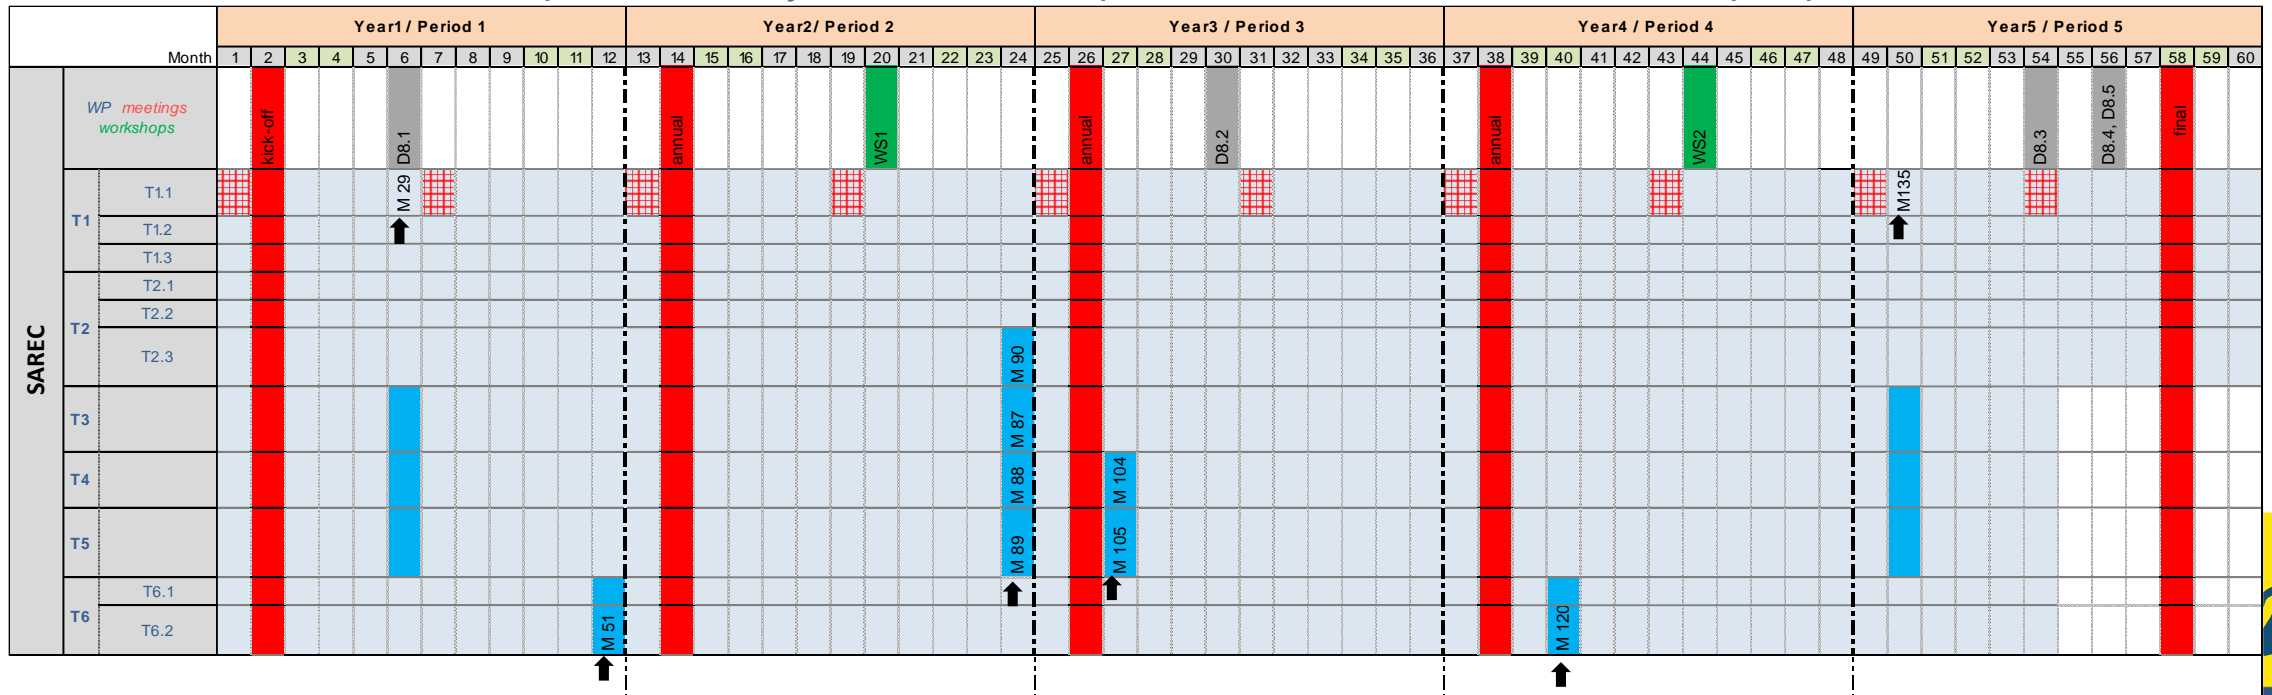 Year1/ Period 1 Year2/ Period 2 Year3 / Period 3 Year4 / Period 4 Year5 / Period 5
Month 1 2 3 4 5 6 7 8 9 10 11 12 13 14 15 16 17 18 19 20 21 22 23 24 25 26 27 28 29 30 31 32 33 34 35 36 37 38 39 40 41 42 43 44 45 46 47 48 49 50 51 52 53 54 55 56 57 58 59 60
SAREC
WP meetings
workshops
kick-off D8.1 annual WS1 annual D8.2 annual WS2 D8.3 D8.4, D8.5 final
T1
T1.1 M 29 M135
T1.2
T1.3
T2
T2.1
T2.2
T2.3 M 90
T3 M 87
T4 M 88 M 104
T5 M 89 M 105
T6
T6.1
T6.2 M 51 M 120